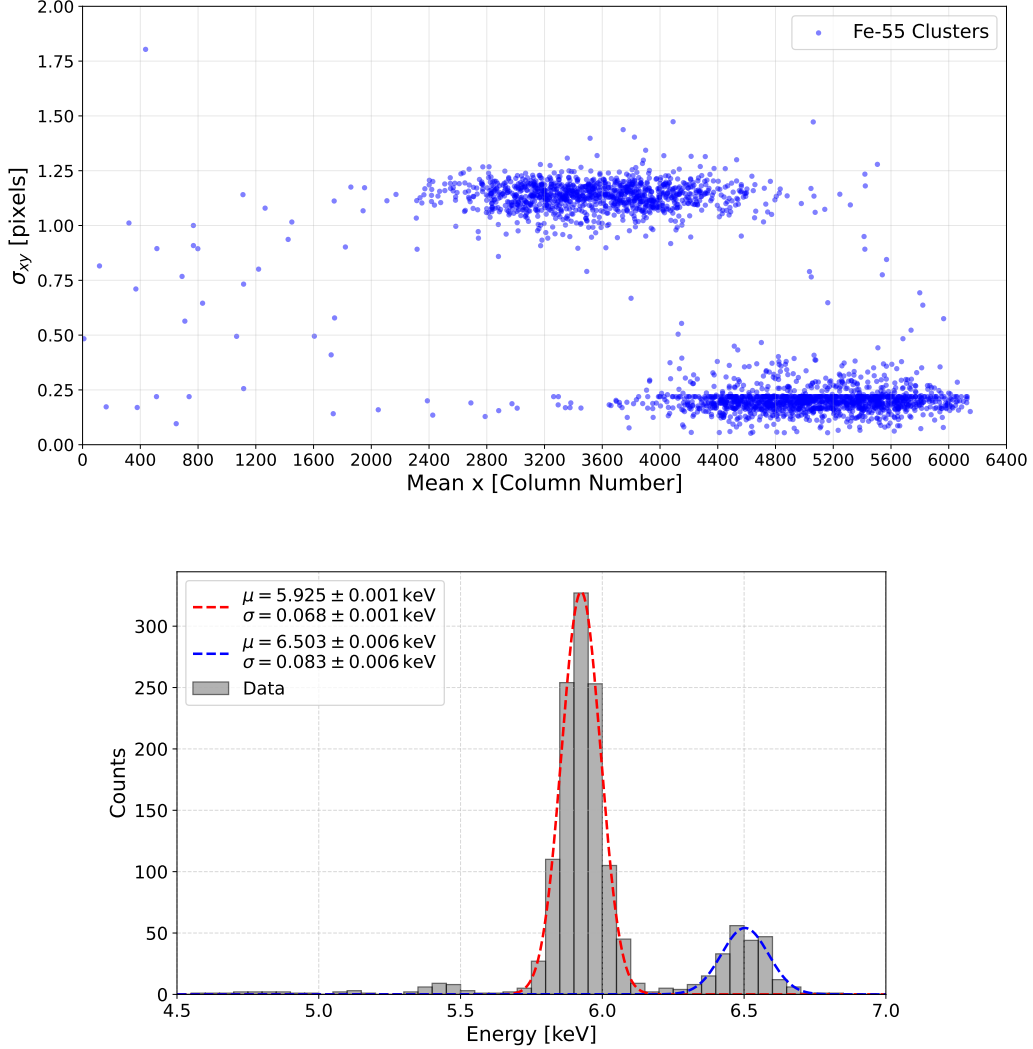 2.00
1.75
1.50
1.25
1.00
0.75
0.50
0.25
0.00
σxy [pixels]
Fe-55 Clusters
0 400 800 1200 1600 2000 2400 2800 3200 3600 4000 4400 4800 5200 5600 6000 6400
Mean x [Column Number]
μ = 5.925 ± 0.001 keV
σ = 0.068 ± 0.001 keV
μ = 6.503 ± 0.006 keV
σ = 0.083 ± 0.006 keV
Data
300
250
200
150
100
50
0
Counts
4.5 5.0 5.5 6.0 6.5 7.0
Energy [keV]